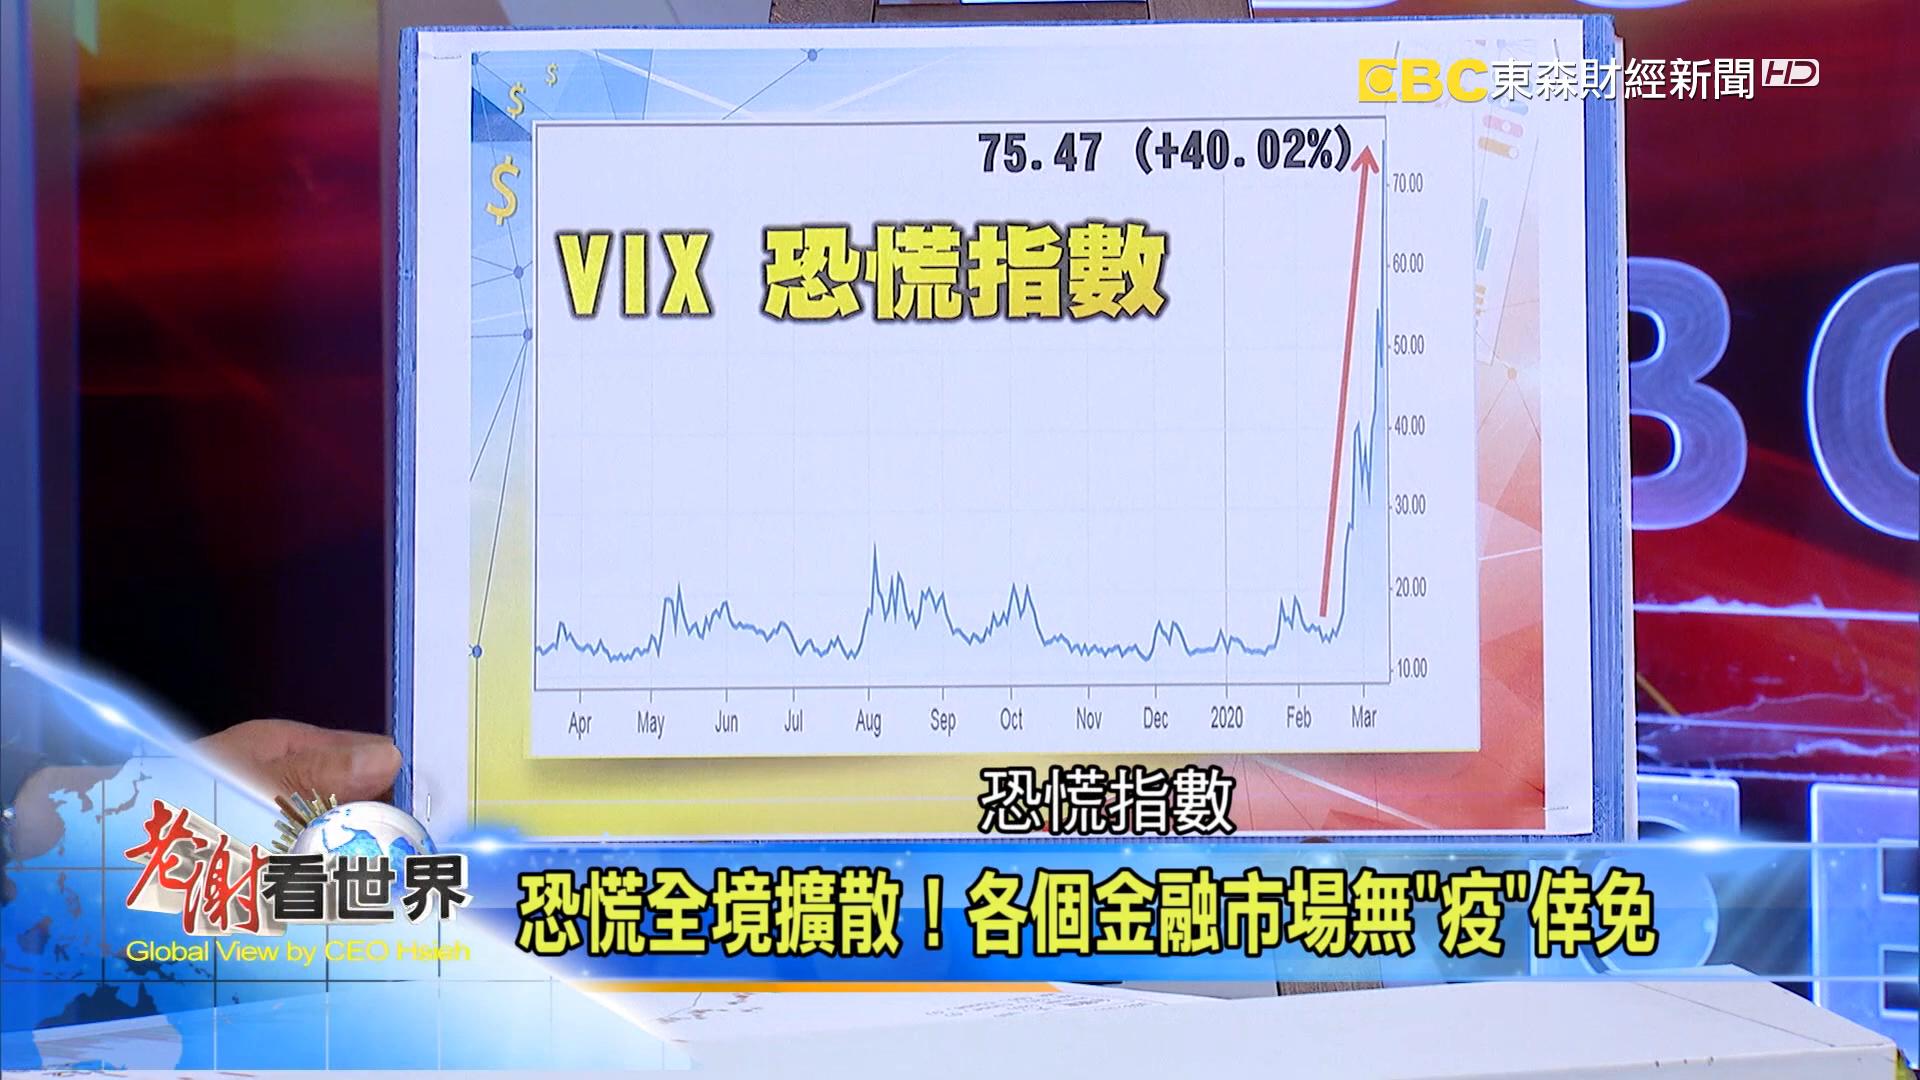 EBC東森財經新聞HD
75.47 (+40.02%)
VIX 恐慌指數
70.00
60.00
50.00
40.00
30.00
20.00
10.00
Apr May Jun Jul Aug Sep Oct Nov Dec 2020 Feb Mar
恐慌指數
老謝看世界
Global View by CEO Hsieh
恐慌全境擴散！各個金融市場無"疫"倖免